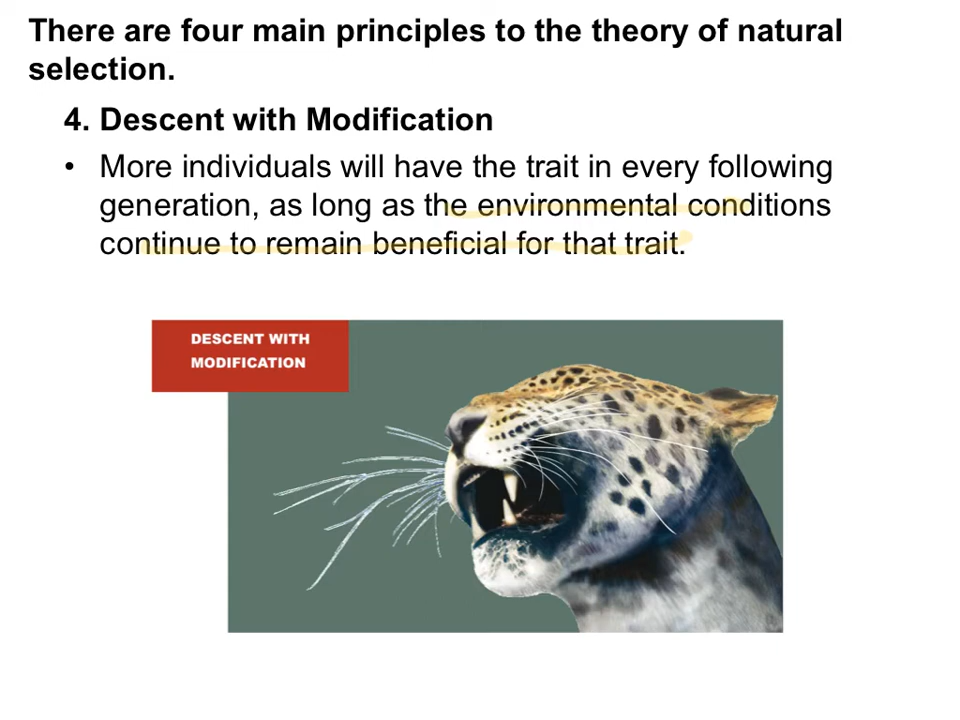 There are four main principles to the theory of natural
selection.
4. Descent with Modification
• More individuals will have the trait in every following
generation, as long as the environmental conditions
continue to remain beneficial for that trait.
DESCENT WITH
MODIFICATION